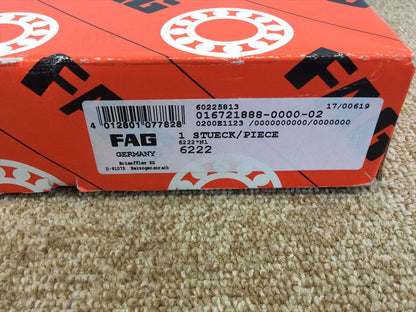 FAG
FAG
60225813
17/00619
016721888-0000-02
0200E1123 /0000000000/0000000
4 012801 077828
FAG
GERMANY
1 STUECK/PIECE
6222*N1
6222
Schaeffler KG
D-91072 Herzogenaurach